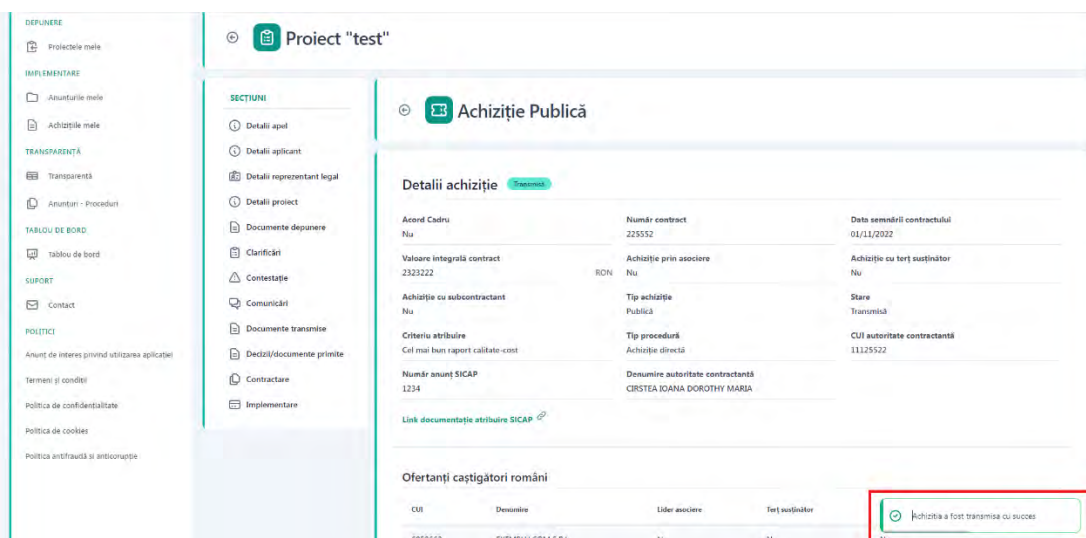 DEPUNERE
Proiectele mele
IMPLEMENTARE
Anunțurile mele
Achizițiile mele
TRANSPARENȚĂ
Transparentă
Anunțuri - Proceduri
TABLOU DE BORD
Tablou de bord
SUPORT
Contact
POLITICI
Anunț de interes privind utilizarea aplicației
Termeni și condiții
Politica de confidențialitate
Politica de cookies
Politica antifraudă si anticorupție
Proiect "test"
SECȚIUNI
Detalii apel
Detalii aplicant
Detalii reprezentant legal
Detalii proiect
Documente depunere
Clarificări
Contestație
Comunicări
Documente transmise
Decizii/documente primite
Contractare
Implementare
Achiziție Publică
Detalii achiziție Transmisă
Acord Cadru Număr contract Data semnării contractului
Nu 225552 01/11/2022
Valoare integrală contract Achiziție prin asociere Achiziție cu terț susținător
2323222 RON Nu Nu
Achiziție cu subcontractant Tip achiziție Stare
Nu Publică Transmisă
Criteriu atribuire Tip procedură CUI autoritate contractantă
Cel mai bun raport calitate-cost Achiziție directă 11125522
Număr anunț SICAP Denumire autoritate contractantă
1234 CIRSTEA IOANA DOROTHY MARIA
Link documentație atribuire SICAP
Ofertanți caștigători români
CUI Denumire Lider asociere Terț susținător
Achizitia a fost transmisa cu succes